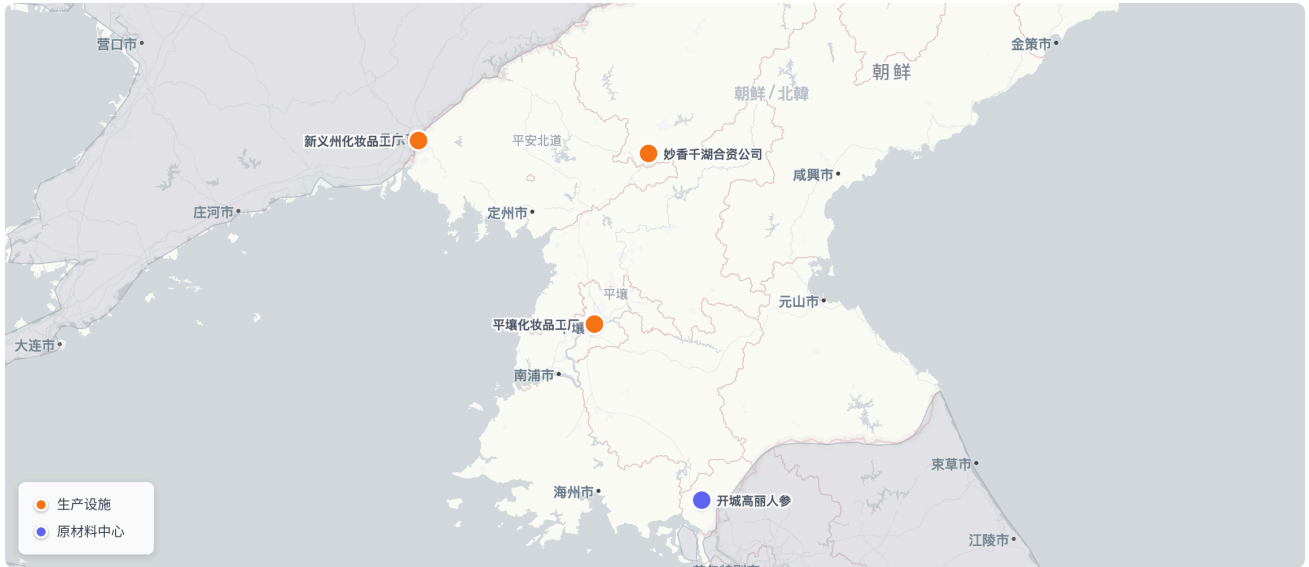 营口市
金策市
朝鲜
朝鮮/北韓
新义州化妆品工厂
平安北道
妙香千湖合资公司
咸興市
庄河市
定州市
平壤
元山市
平壤化妆品工厂
壤
大连市
南浦市
束草市
海州市
开城高丽人参
江陵市
生产设施
原材料中心